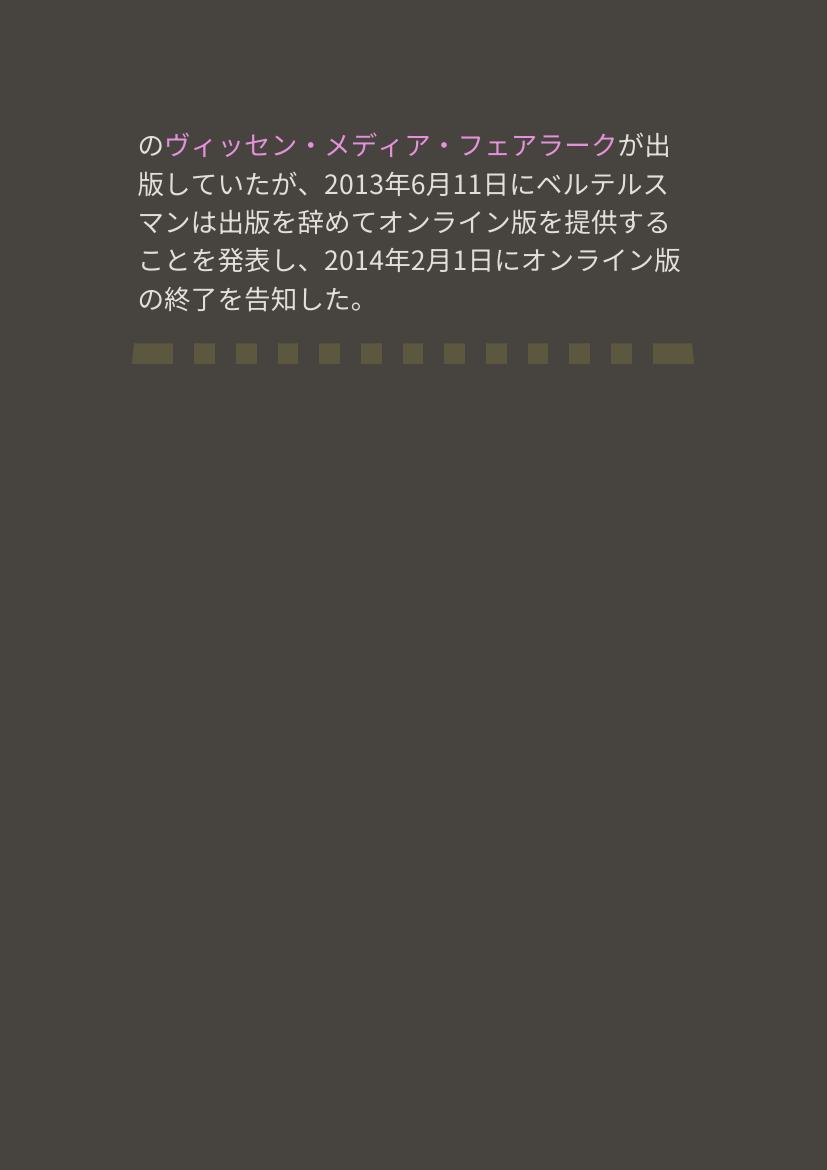 のヴィッセン・メディア・フェアラークが出
版していたが、2013年6月11日にベルテルス
マンは出版を辞めてオンライン版を提供する
ことを発表し、2014年2月1日にオンライン版
の終了を告知した。